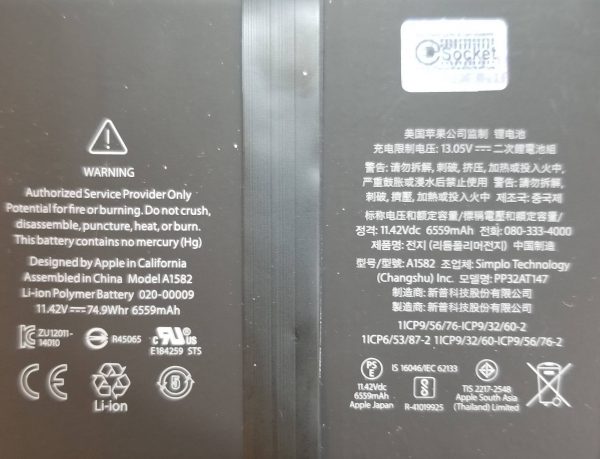 WARNING
Authorized Service Provider Only
Potential for fire or burning. Do not crush,
disassemble, puncture, heat, or burn.
This battery contains no mercury (Hg)
Designed by Apple in California
Assembled in China Model A1582
Li-ion Polymer Battery 020-00009
11.42V⎓74.9Whr 6559mAh
ZU12011-
14010
R45065
c RU us
E184259 STS
CE
Li-ion
Socket
美国苹果公司监制 锂电池
充电限制电压: 13.05V⎓二次鋰電池組
警告: 请勿拆解, 刺破, 挤压, 加热或投入火中,
严重鼓胀或浸水后禁止使用 警告: 請勿拆解,
刺破, 擠壓, 加熱或投入火中 제조국: 중국제
标称电压和额定容量/標稱電壓和額定容量/
정격: 11.42Vdc 6559mAh 전화: 080-333-4000
제품명: 전지 (리튬폴리머전지) 中国制造
型号/型號: A1582 조업체: Simplo Technology
(Changshu) Inc. 모델명: PP32AT147
制造商: 新普科技股份有限公司
製造商: 新普科技股份有限公司
1ICP9/56/76-ICP9/32/60-2
1ICP6/53/87-2 1ICP9/32/60-ICP9/56/76-2
PS
E
11.42Vdc
6559mAh
Apple Japan
IS 16046/IEC 62133
R-41019925
TIS 2217-2548
Apple South Asia
(Thailand) Limited